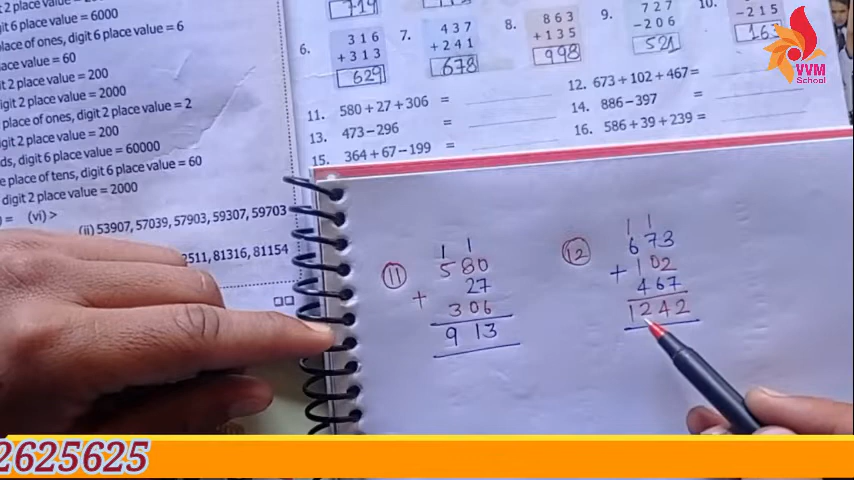 t 2 place value =
git 6 place value = 6000
place of ones, digit 6 place value = 6
ace value = 60
it 2 place value = 200
digit 2 place value = 2000
place of ones, digit 6 place value = 2
igit 2 place value = 200
ds, digit 6 place value = 60000
e place of tens, digit 6 place value = 60
digit 2 place value = 2000
) = (vi) >
(ii) 53907, 57039, 57903, 59307, 59703
2511, 81316, 81154
719
6. 316
+ 313
629
7. 437
+ 241
678
8. 863
+ 135
998
9. 727
- 206
521
10.
- 215
163
11. 580 + 27 + 306 =
12. 673 + 102 + 467 =
13. 473 - 296 =
14. 886 - 397 =
15. 364 + 67 - 199 =
16. 586 + 39 + 239 =
11
1 1
580
27
+ 306
913
12
1 1
673
+ 102
467
1242
VVM
School
2625625